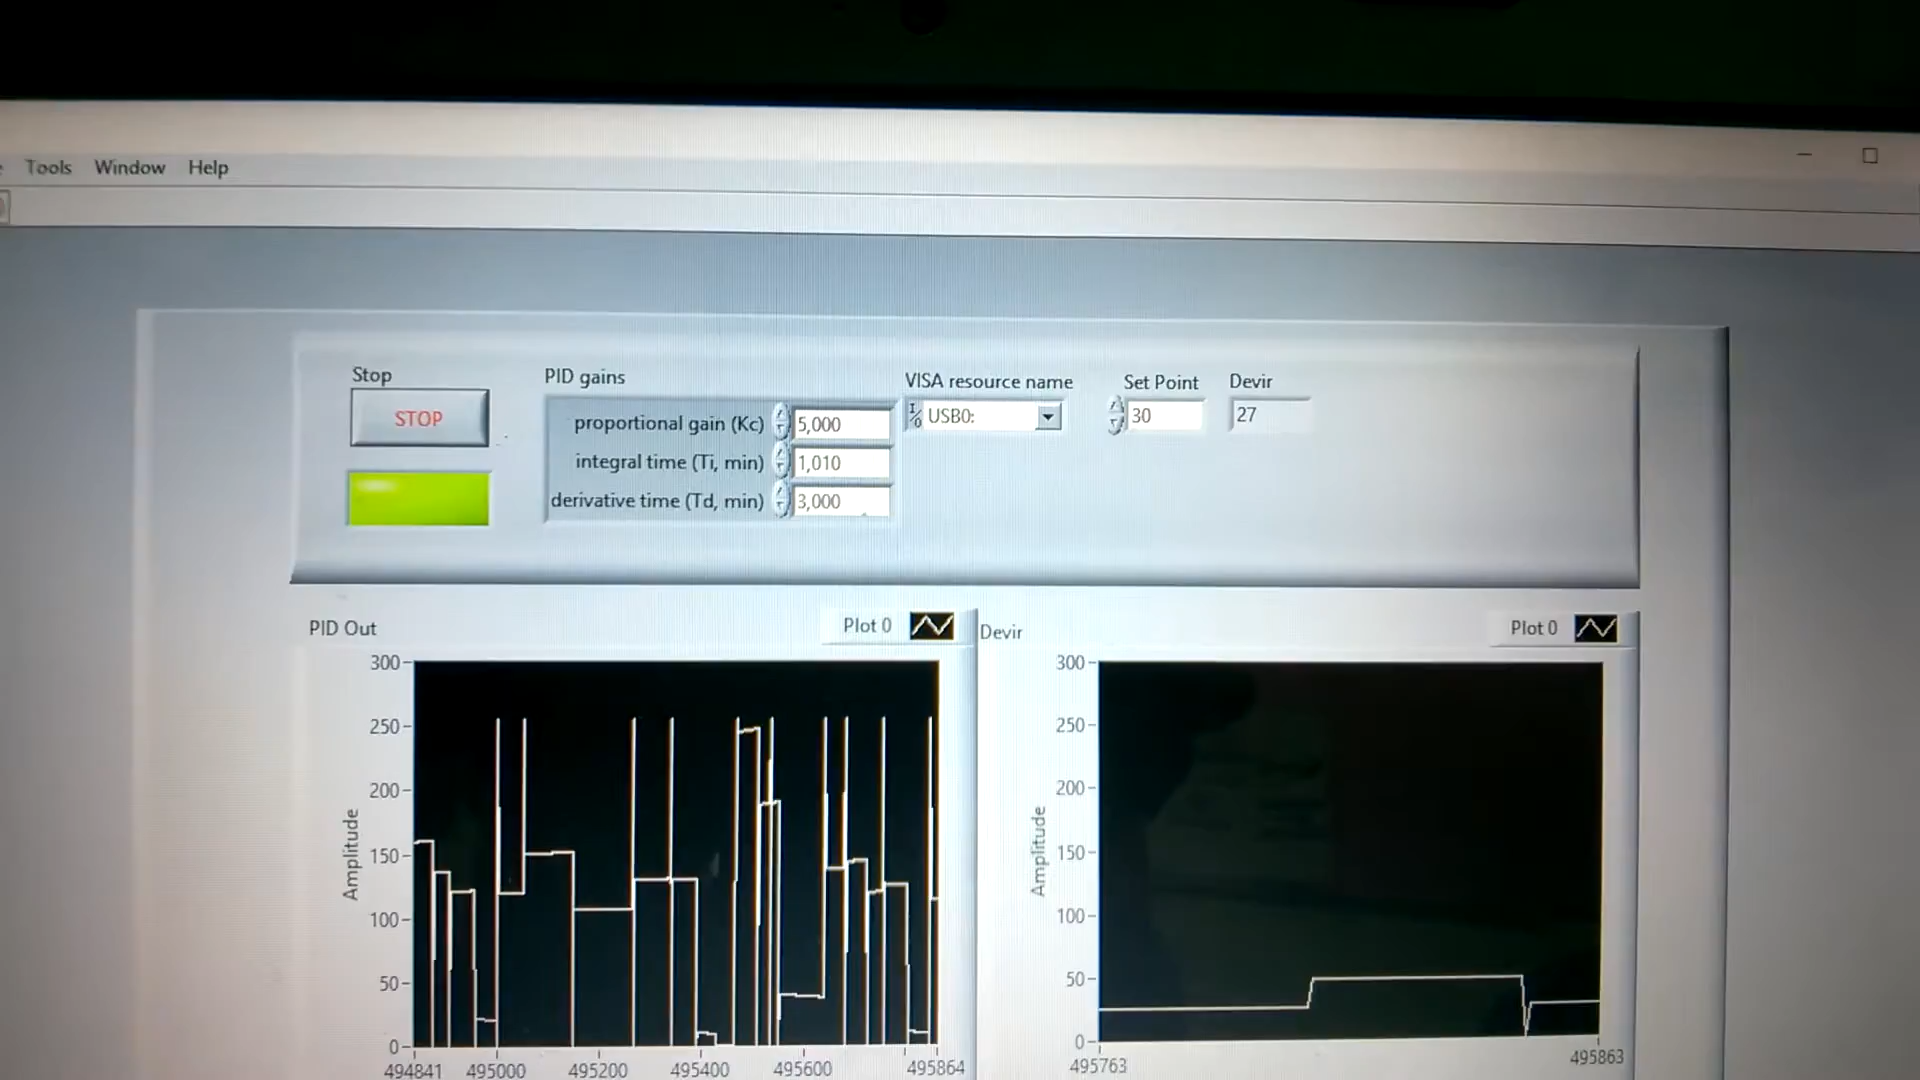 Tools Window Help
Stop
STOP
PID gains
proportional gain (Kc) 5,000
integral time (Ti, min) 1,010
derivative time (Td, min) 3,000
VISA resource name
I/O USB0:
Set Point
30
Devir
27
PID Out
Plot 0
Amplitude
300
250
200
150
100
50
0
494841 495000 495200 495400 495600 495864
Devir
Plot 0
Amplitude
300
250
200
150
100
50
0
495763 495863